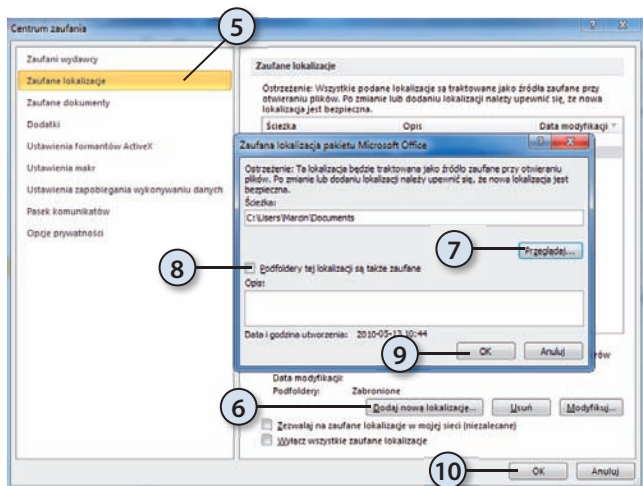 Centrum zaufania
5
Zaufani wydawcy
Zaufane lokalizacje
Zaufane dokumenty
Dodatki
Ustawienia formantów ActiveX
Ustawienia makr
Ustawienia zapobiegania wykonywaniu danych
Pasek komunikatów
Opcje prywatności
Zaufane lokalizacje
Ostrzeżenie: Wszystkie podane lokalizacje są traktowane jako źródła zaufane przy
otwieraniu plików. Po zmianie lub dodaniu lokalizacji należy upewnić się, że nowa
lokalizacja jest bezpieczna.
Ścieżka Opis Data modyfikacji
Zaufana lokalizacja pakietu Microsoft Office
Ostrzeżenie: Ta lokalizacja będzie traktowana jako źródło zaufane przy otwieraniu
plików. Po zmianie lub dodaniu lokalizacji należy upewnić się, że nowa lokalizacja jest
bezpieczna.
Ścieżka:
C:\Users\Marcin\Documents
7 Przeglądaj...
8 Podfoldery tej lokalizacji są także zaufane
Opis:
Data i godzina utworzenia: 2010-05-13 10:44
9 OK Anuluj
Data modyfikacji:
Podfoldery: Zabronione
6 Dodaj nową lokalizację... Usuń Modyfikuj...
Zezwalaj na zaufane lokalizacje w mojej sieci (niezalecane)
Wyłącz wszystkie zaufane lokalizacje
10 OK Anuluj